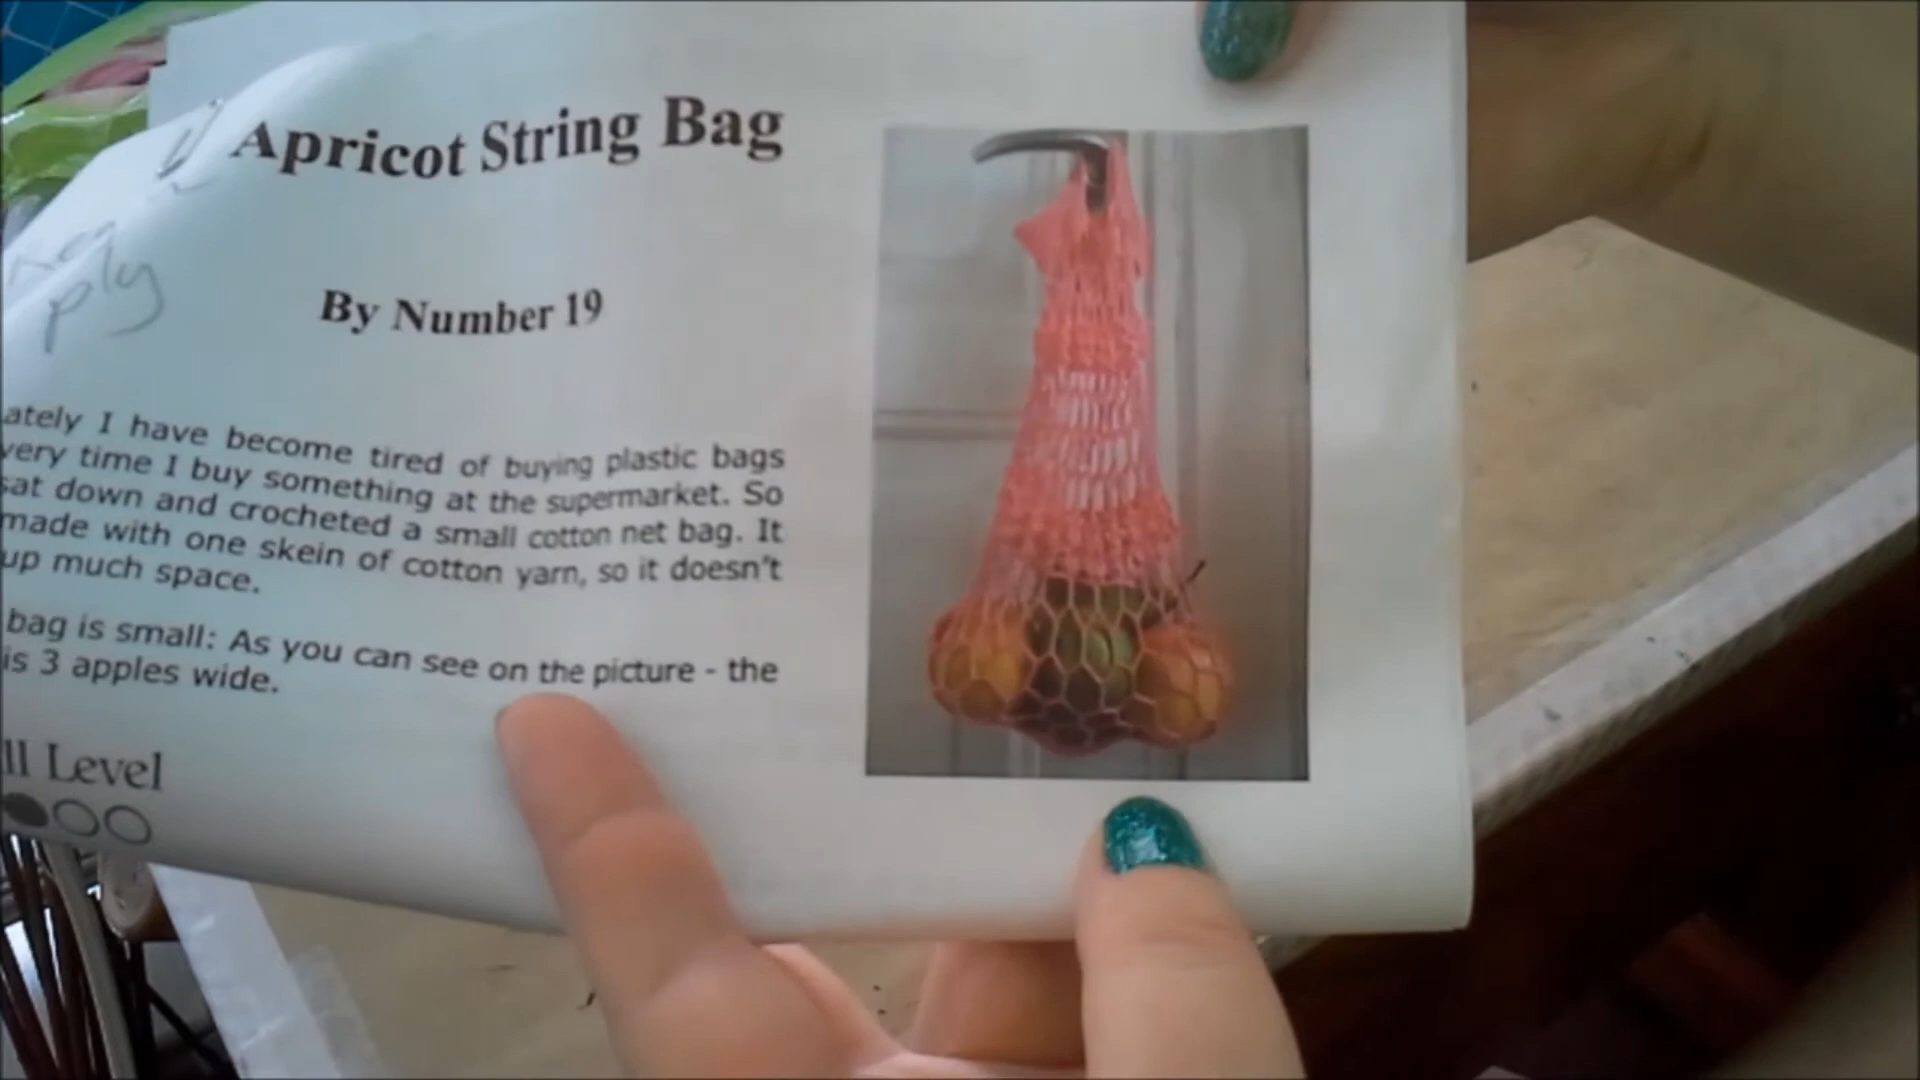 Apricot String Bag
By Number 19
ply
ately I have become tired of buying plastic bags
very time I buy something at the supermarket. So
sat down and crocheted a small cotton net bag. It
made with one skein of cotton yarn, so it doesn't
up much space.
bag is small: As you can see on the picture - the
is 3 apples wide.
ll Level